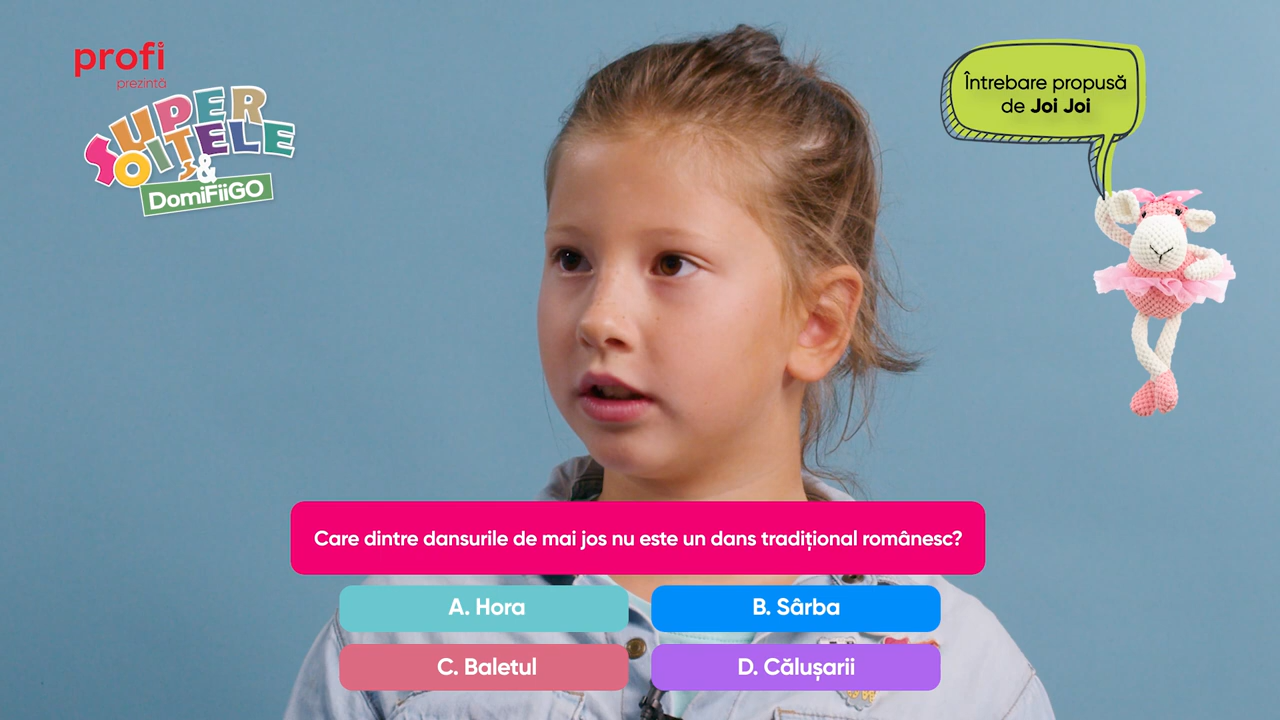 profi
prezintă
SUPER
ȘOIȚELE
&
DomiFiiGO
Întrebare propusă
de Joi Joi
Care dintre dansurile de mai jos nu este un dans tradițional românesc?
A. Hora
B. Sârba
C. Baletul
D. Călușarii